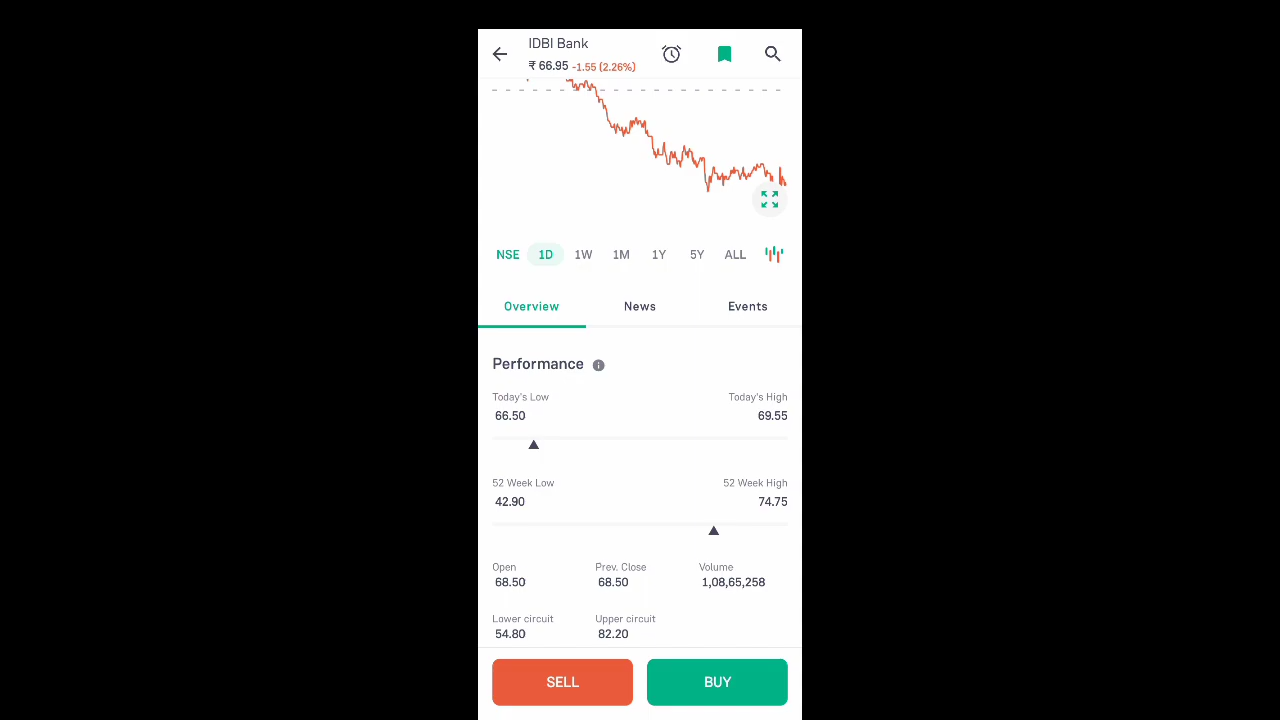 IDBI Bank
₹ 66.95 -1.55 (2.26%)
NSE 1D 1W 1M 1Y 5Y ALL
Overview News Events
Performance
Today's Low Today's High
66.50 69.55
52 Week Low 52 Week High
42.90 74.75
Open Prev. Close Volume
68.50 68.50 1,08,65,258
Lower circuit Upper circuit
54.80 82.20
SELL BUY